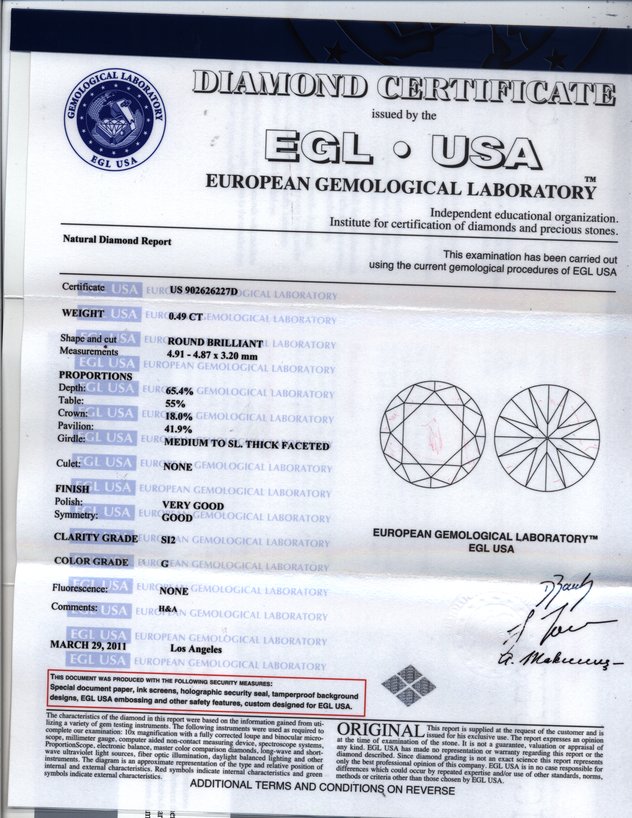 GEMOLOGICAL LABORATORY
EGL USA
DIAMOND CERTIFICATE
issued by the
EGL • USA
EUROPEAN GEMOLOGICAL LABORATORY™
Independent educational organization.
Institute for certification of diamonds and precious stones.
Natural Diamond Report
This examination has been carried out
using the current gemological procedures of EGL USA
Certificate US 902626227D
WEIGHT 0.49 CT
Shape and cut ROUND BRILLIANT
Measurements 4.91 - 4.87 x 3.20 mm
PROPORTIONS
Depth: 65.4%
Table: 55%
Crown: 18.0%
Pavilion: 41.9%
Girdle: MEDIUM TO SL. THICK FACETED
Culet: NONE
FINISH
Polish: VERY GOOD
Symmetry: GOOD
CLARITY GRADE SI2
COLOR GRADE G
Fluorescence: NONE
Comments: H&A
MARCH 29, 2011 Los Angeles
EUROPEAN GEMOLOGICAL LABORATORY™
EGL USA
THIS DOCUMENT WAS PRODUCED WITH THE FOLLOWING SECURITY MEASURES:
Special document paper, ink screens, holographic security seal, tamperproof background
designs, EGL USA embossing and other safety features, custom designed for EGL USA.
The characteristics of the diamond in this report were based on the information gained from uti-
lizing a variety of gem testing instruments. The following instruments were used as required to
complete our examination: 10x magnification with a fully corrected loupe and binocular micro-
scope, millimeter gauge, computer aided non-contact measuring device, spectroscope systems,
ProportionScope, electronic balance, master color comparison diamonds, long-wave and short-
wave ultraviolet light sources, fiber optic illumination, daylight balanced lighting and other
instruments. The diagram is an approximate representation of the type and relative position of
internal and external characteristics. Red symbols indicate internal characteristics and green
symbols indicate external characteristics.
ORIGINAL This report is supplied at the request of the customer and is
issued for his exclusive use. The report expresses an opinion
at the time of examination of the stone. It is not a guarantee, valuation or appraisal of
any kind. EGL USA has made no representation or warranty regarding this report or the
diamond described. Since diamond grading is not an exact science this report represents
only the best professional opinion of this company. EGL USA is in no case responsible for
differences which could occur by repeated expertise and/or use of other standards, norms,
methods or criteria other than those chosen by EGL USA.
ADDITIONAL TERMS AND CONDITIONS ON REVERSE